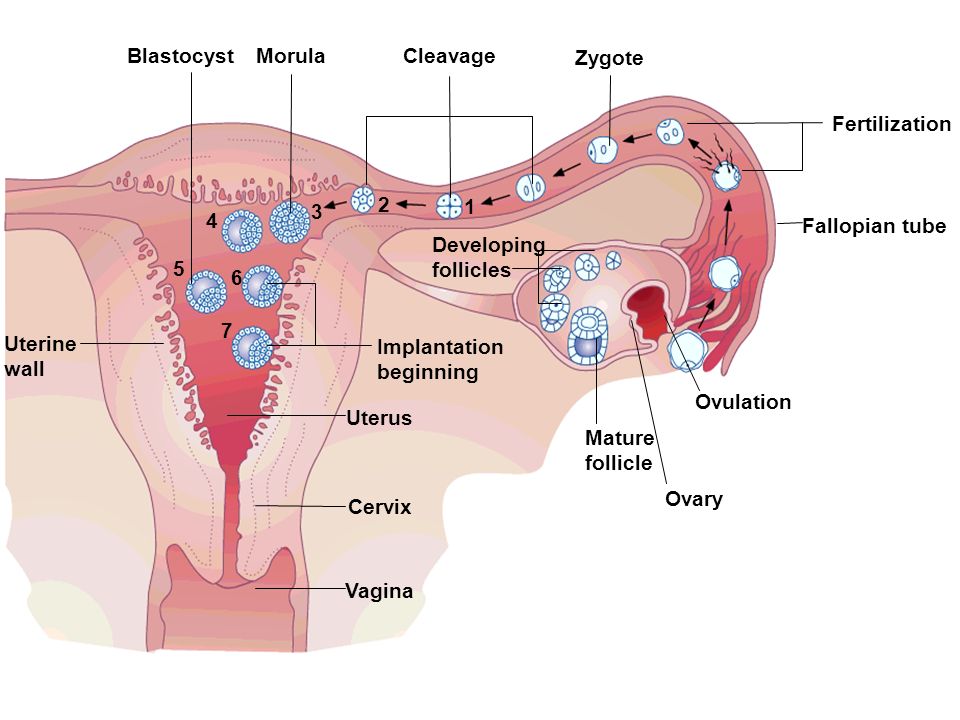 Blastocyst Morula Cleavage Zygote
Fertilization
2
1
3
4
Fallopian tube
Developing
follicles
5
6
7
Uterine
wall
Implantation
beginning
Ovulation
Uterus
Mature
follicle
Ovary
Cervix
Vagina